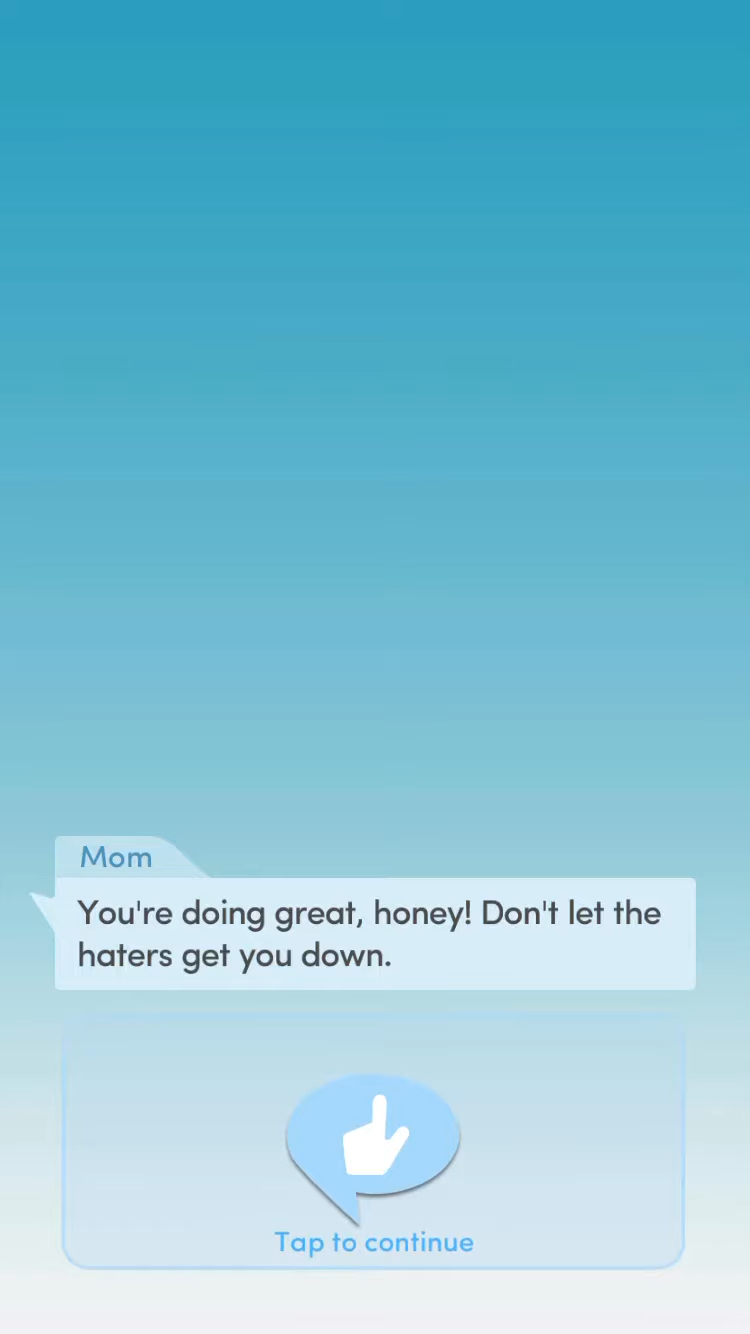 Mom
You're doing great, honey! Don't let the
haters get you down.
Tap to continue